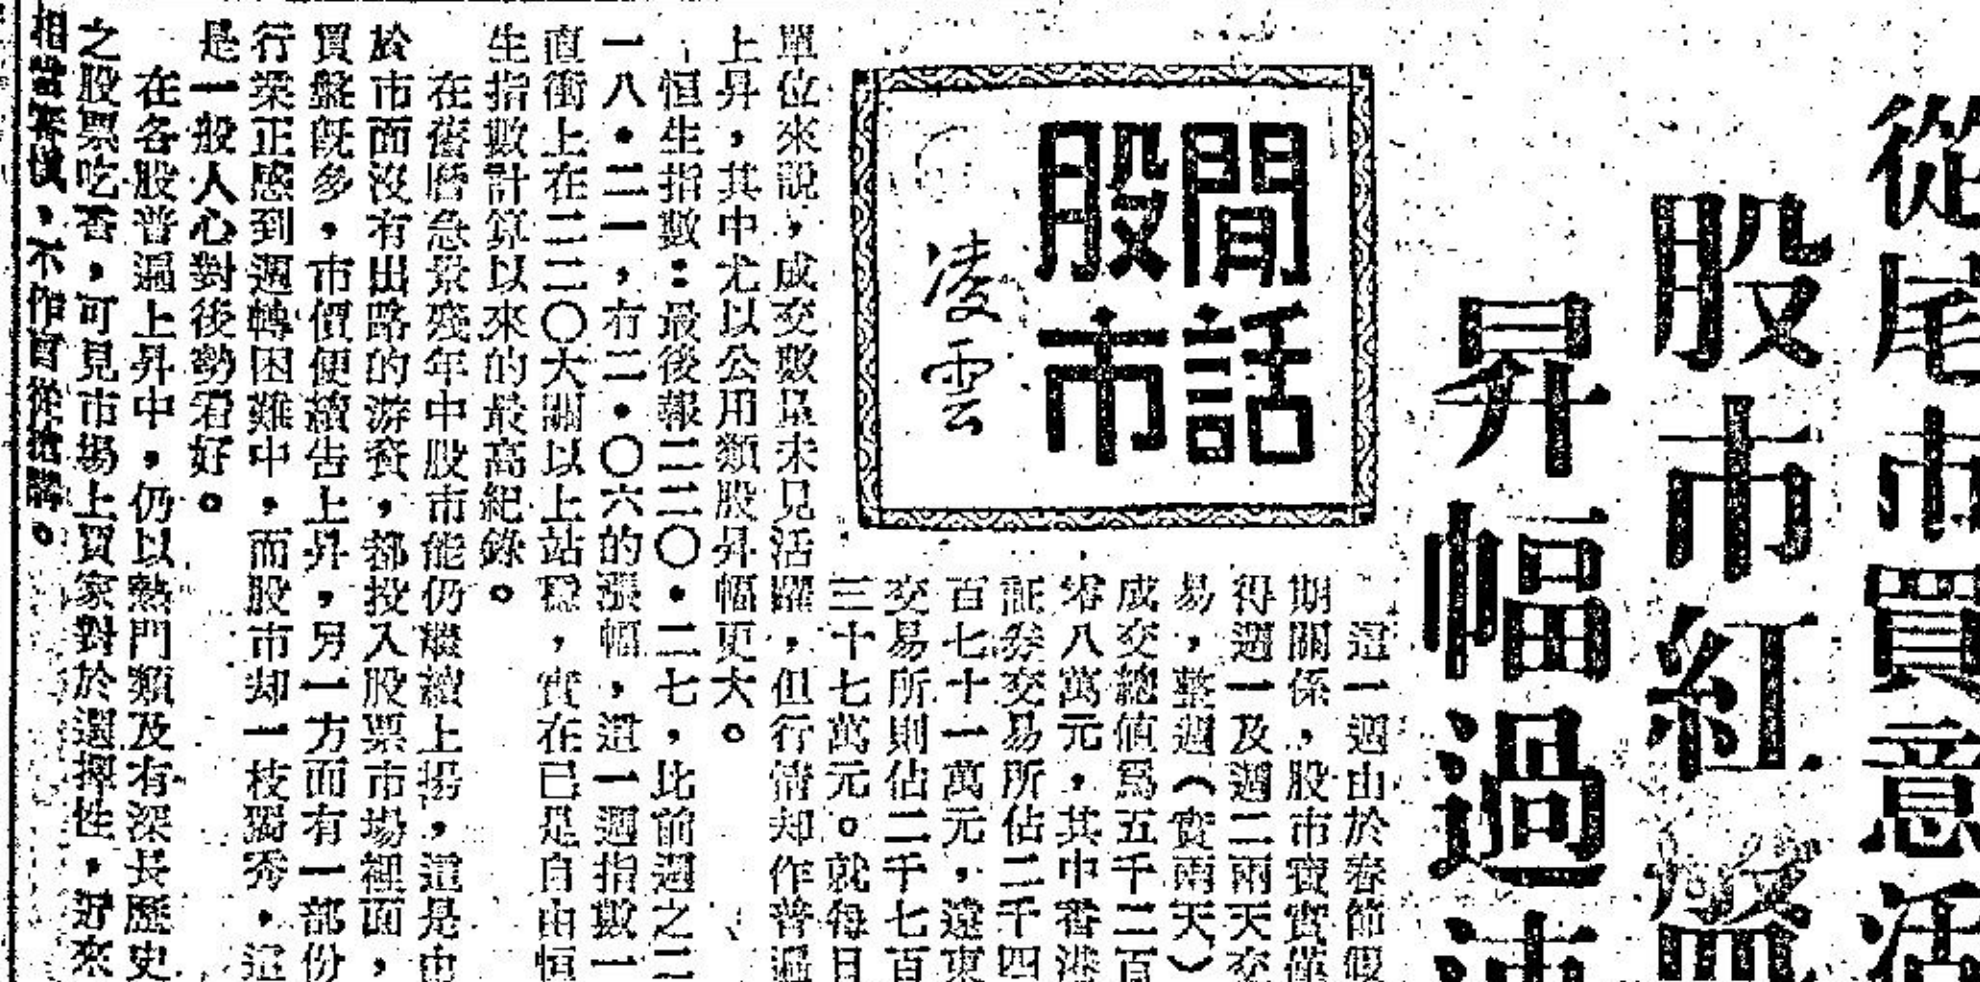 從尾市買意活
股市紅盤
昇幅過速
閒話
股市
凌雲
這一週由於春節假
期關係,股市實實僅
得週一及週二兩天交
易,整週(實兩天)
成交總值爲五千二百
零八萬元,其中香港
証券交易所佔二千四
百七十一萬元,遠東
交易所則佔二千七百
三十七萬元。就每日
單位來說,成交數量未見活躍,但行情却作普遍
上昇,其中尤以公用類股昇幅更大。
恒生指數:最後報二二〇·二七,比前週之二
一八·二一,有二·〇六的漲幅,這一週指數一
直衝上在二二〇大關以上站穩,實在已是自由恒
生指數計算以來的最高紀錄。
在舊曆急景殘年中股市能仍繼續上揚,這是由
於市面沒有出路的游資,都投入股票市場裡面,
買盤既多,市價便續告上昇,另一方面有一部份
行業正感到週轉困難中,而股市却一枝獨秀,這
是一般人心對後勢看好。
在各股普遍上昇中,仍以熱門類及有深長歷史
之股票吃香,可見市場上買家對於選擇性,近來
相當審慎,不作盲從搶購。